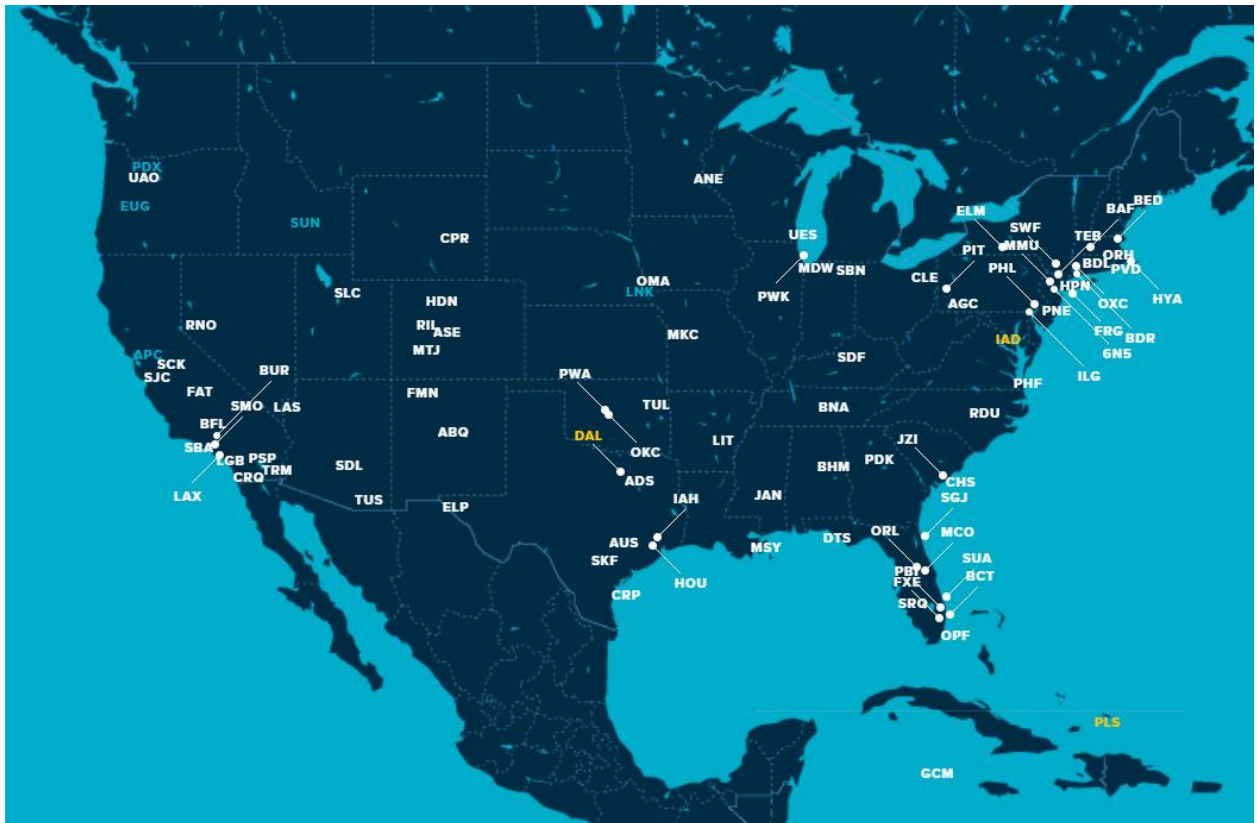 PDX
UAO
ANE
EUG
SUN
CPR
UES
MDW
SBN
PWK
ELM
SWF
MMU
PIT
PHL
CLE
AGC
BAF
BED
TEB
ORH
BDL
PVD
HPN
OXC
HYA
PNE
FRG
BDR
6N5
ILG
IAD
SLC
HDN
OMA
LNK
RNO
RIL
ASE
MTJ
MKC
APC
SCK
SJC
BUR
SDF
PHF
FAT
SMO
LAS
FMN
PWA
TUL
BNA
RDU
BFL
SBA
LGB
PSP
TRM
CRQ
LAX
ABQ
DAL
OKC
LIT
JZI
PDK
BHM
SDL
TUS
ELP
ADS
IAH
JAN
CHS
SGJ
AUS
SKF
HOU
MSY
DTS
ORL
MCO
SUA
PBI
FXE
BCT
CRP
SRQ
OPF
PLS
GCM